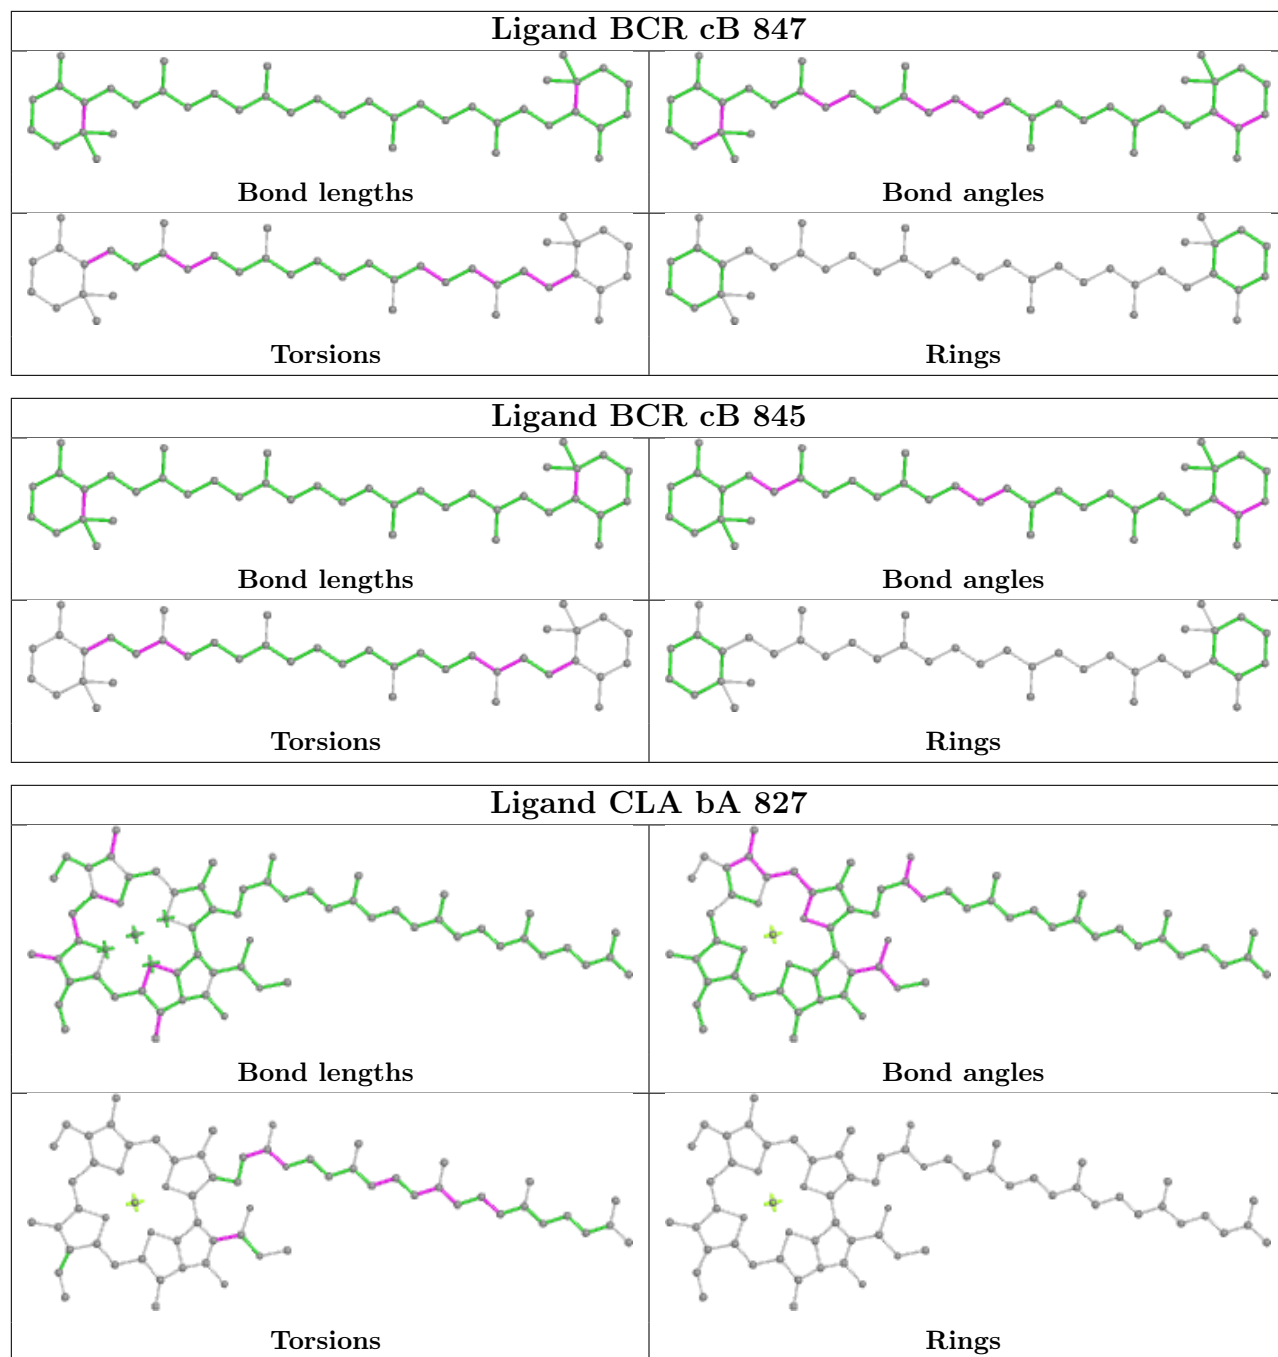 Ligand BCR cB 847
Bond lengths
Bond angles
Torsions
Rings
Ligand BCR cB 845
Bond lengths
Bond angles
Torsions
Rings
Ligand CLA bA 827
Bond lengths
Bond angles
Torsions
Rings